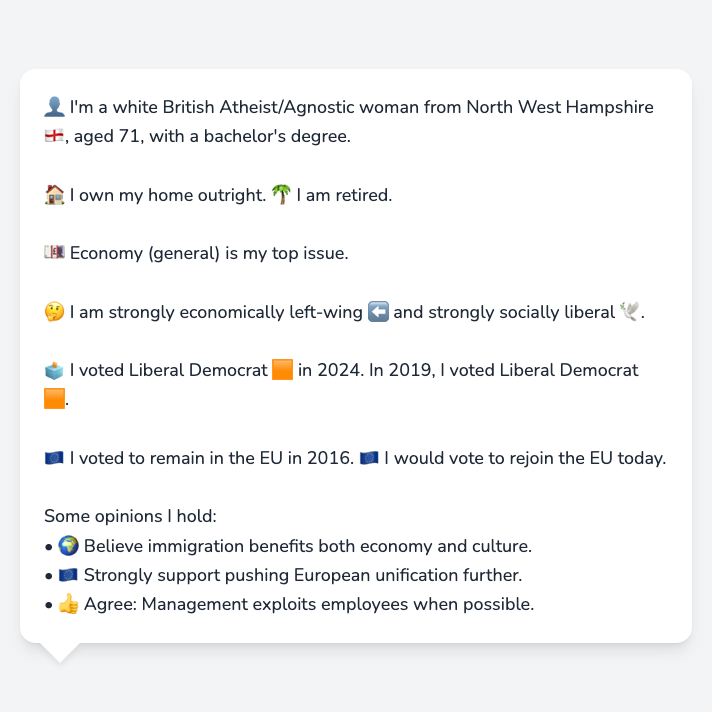 👤 I'm a white British Atheist/Agnostic woman from North West Hampshire
🏴󠁧󠁢󠁥󠁮󠁧󠁿, aged 71, with a bachelor's degree.
🏠 I own my home outright. 🌴 I am retired.
💷 Economy (general) is my top issue.
🤔 I am strongly economically left-wing ⬅️ and strongly socially liberal 🕊️.
🗳️ I voted Liberal Democrat 🟧 in 2024. In 2019, I voted Liberal Democrat
🟧.
🇪🇺 I voted to remain in the EU in 2016. 🇪🇺 I would vote to rejoin the EU today.
Some opinions I hold:
• 🌍 Believe immigration benefits both economy and culture.
• 🇪🇺 Strongly support pushing European unification further.
• 👍 Agree: Management exploits employees when possible.